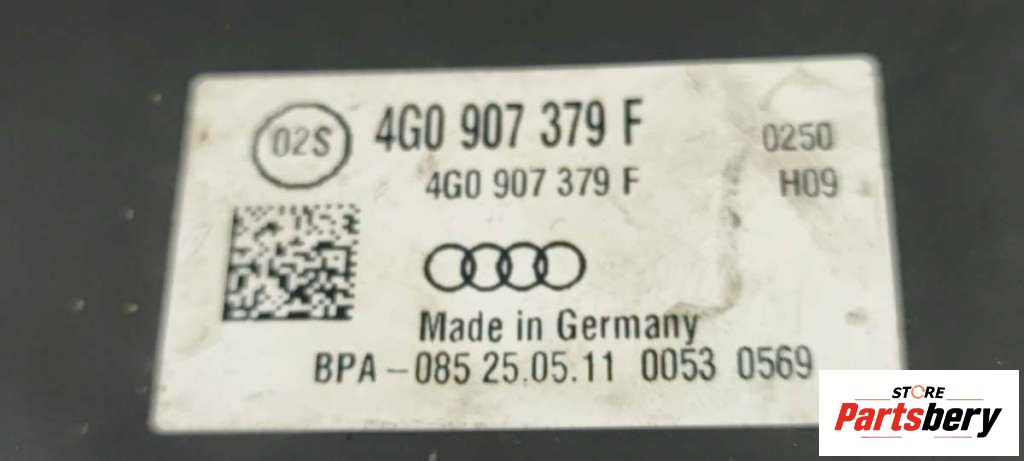 02S 4G0 907 379 F 0250
4G0 907 379 F H09
Made in Germany
BPA-085 25.05.11 0053 0569
STORE
Partsbery